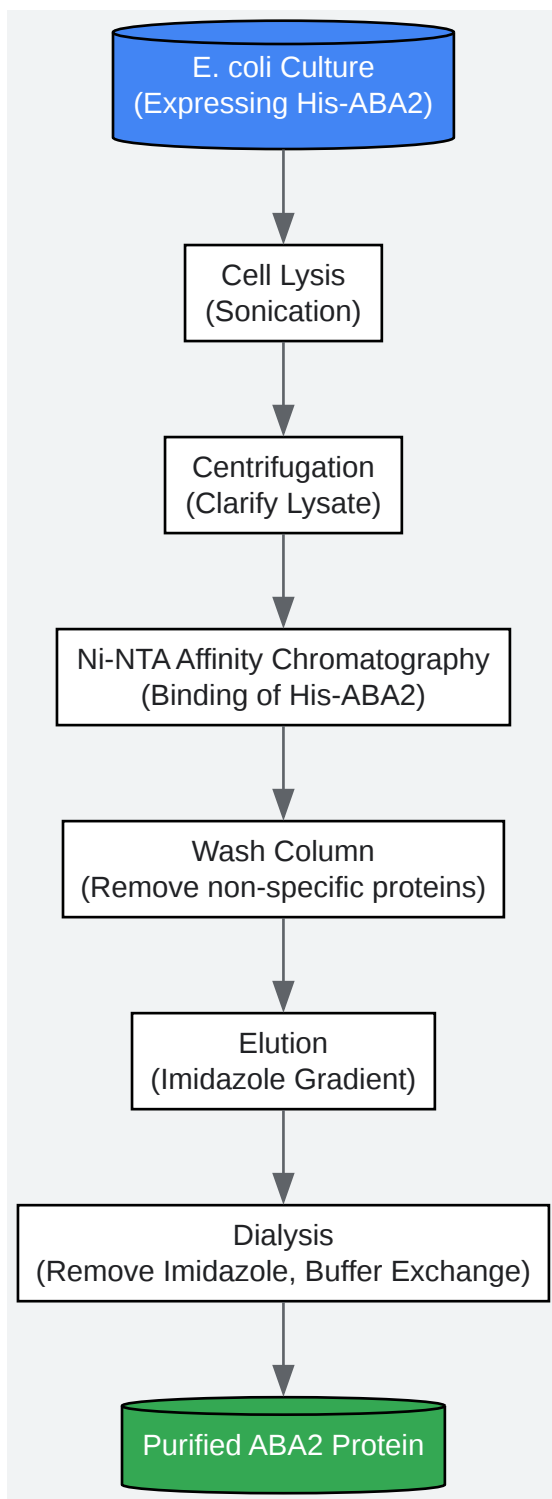 E. coli Culture
(Expressing His-ABA2)
Cell Lysis
(Sonication)
Centrifugation
(Clarify Lysate)
Ni-NTA Affinity Chromatography
(Binding of His-ABA2)
Wash Column
(Remove non-specific proteins)
Elution
(Imidazole Gradient)
Dialysis
(Remove Imidazole, Buffer Exchange)
Purified ABA2 Protein